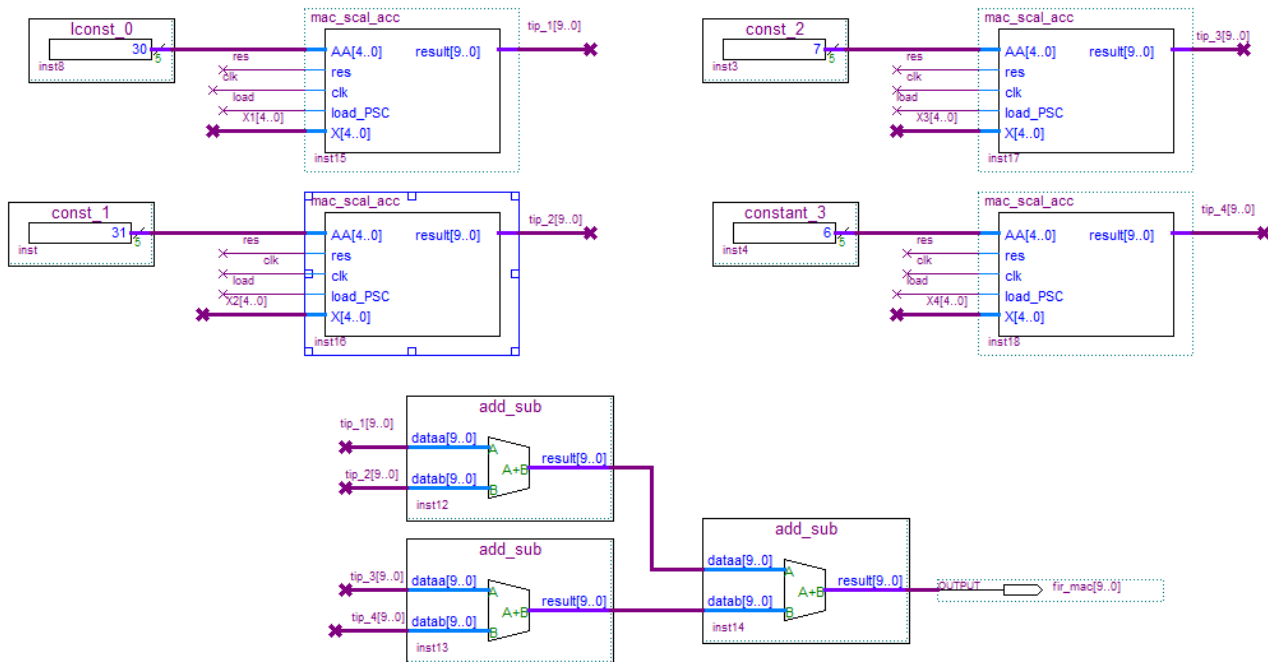 lconst_0
30
5
inst8
mac_scal_acc
AA[4..0] result[9..0]
res
clk
load_PSC
X[4..0]
inst15
res
clk
load
X1[4..0]
tip_1[9..0]
const_2
7
5
inst3
mac_scal_acc
AA[4..0] result[9..0]
res
clk
load_PSC
X[4..0]
inst17
res
clk
load
X3[4..0]
tip_3[9..0]
const_1
31
5
inst
mac_scal_acc
AA[4..0] result[9..0]
res
clk
load_PSC
X[4..0]
inst16
res
clk
load
X2[4..0]
tip_2[9..0]
constant_3
6
5
inst4
mac_scal_acc
AA[4..0] result[9..0]
res
clk
load_PSC
X[4..0]
inst18
res
clk
load
X4[4..0]
tip_4[9..0]
add_sub
tip_1[9..0]
dataa[9..0]
A
A+B
result[9..0]
tip_2[9..0]
datab[9..0]
B
inst12
add_sub
tip_3[9..0]
dataa[9..0]
A
A+B
result[9..0]
tip_4[9..0]
datab[9..0]
B
inst13
add_sub
dataa[9..0]
A
A+B
result[9..0]
datab[9..0]
B
inst14
OUTPUT
fir_mac[9..0]